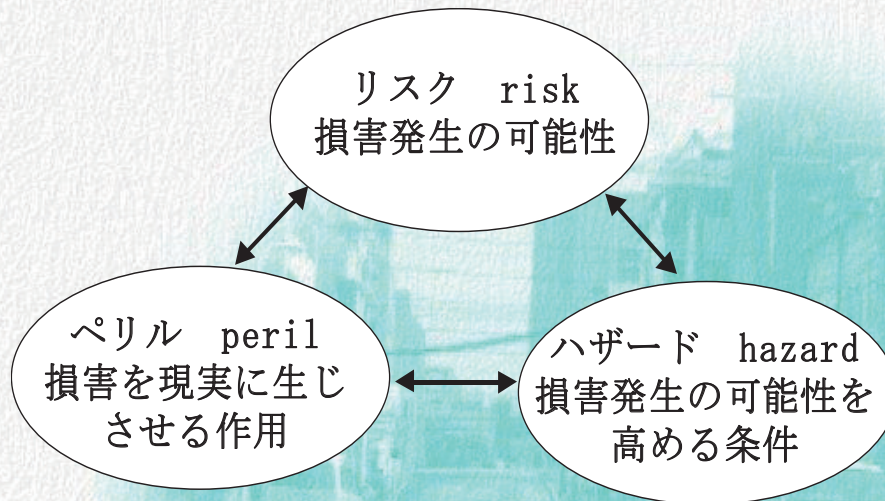 リスク　risk
損害発生の可能性
ペリル　peril
損害を現実に生じ
させる作用
ハザード　hazard
損害発生の可能性を
高める条件